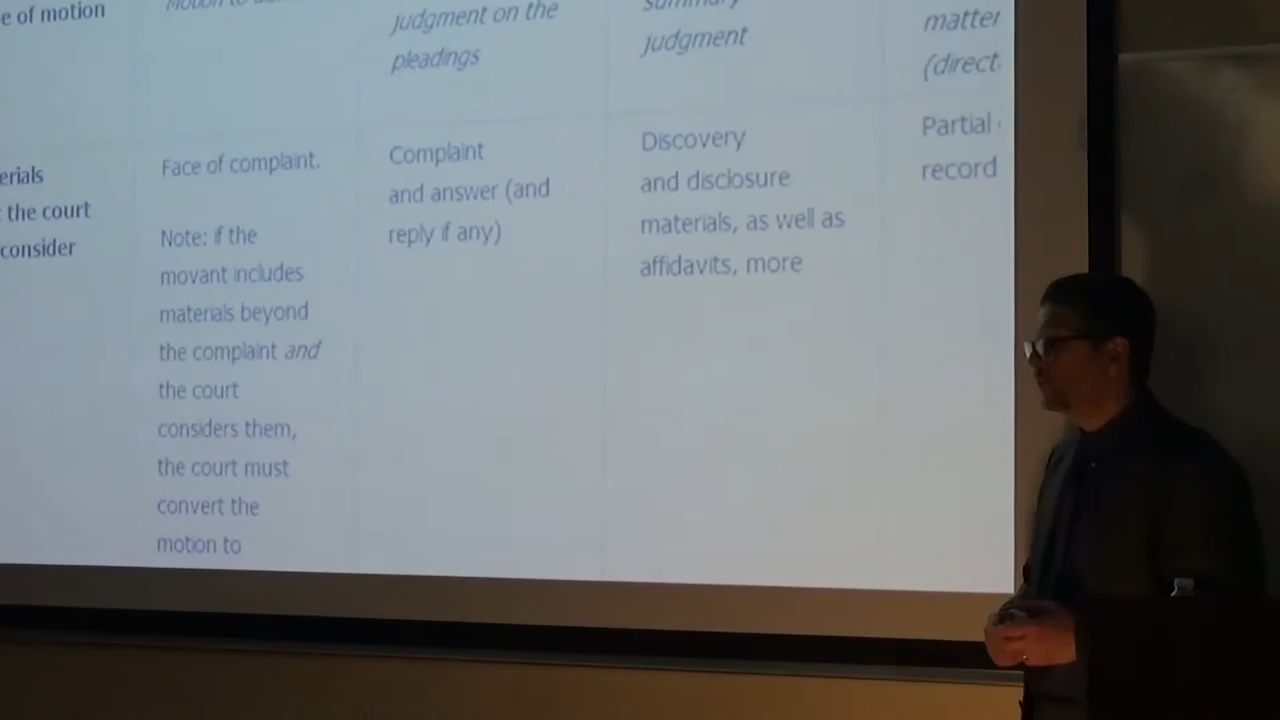 e of motion
Motion to
judgment on the
pleadings
summary
judgment
matter
(direct
erials
the court
consider
Face of complaint.
Note: if the
movant includes
materials beyond
the complaint and
the court
considers them,
the court must
convert the
motion to
Complaint
and answer (and
reply if any)
Discovery
and disclosure
materials, as well as
affidavits, more
Partial
record